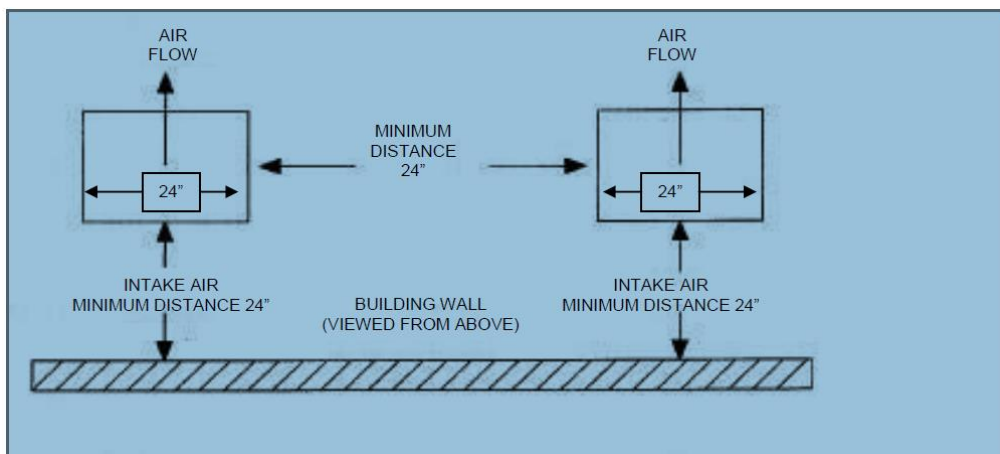 AIR
FLOW
AIR
FLOW
MINIMUM
DISTANCE
24"
24"
24"
INTAKE AIR
MINIMUM DISTANCE 24"
BUILDING WALL
(VIEWED FROM ABOVE)
INTAKE AIR
MINIMUM DISTANCE 24"